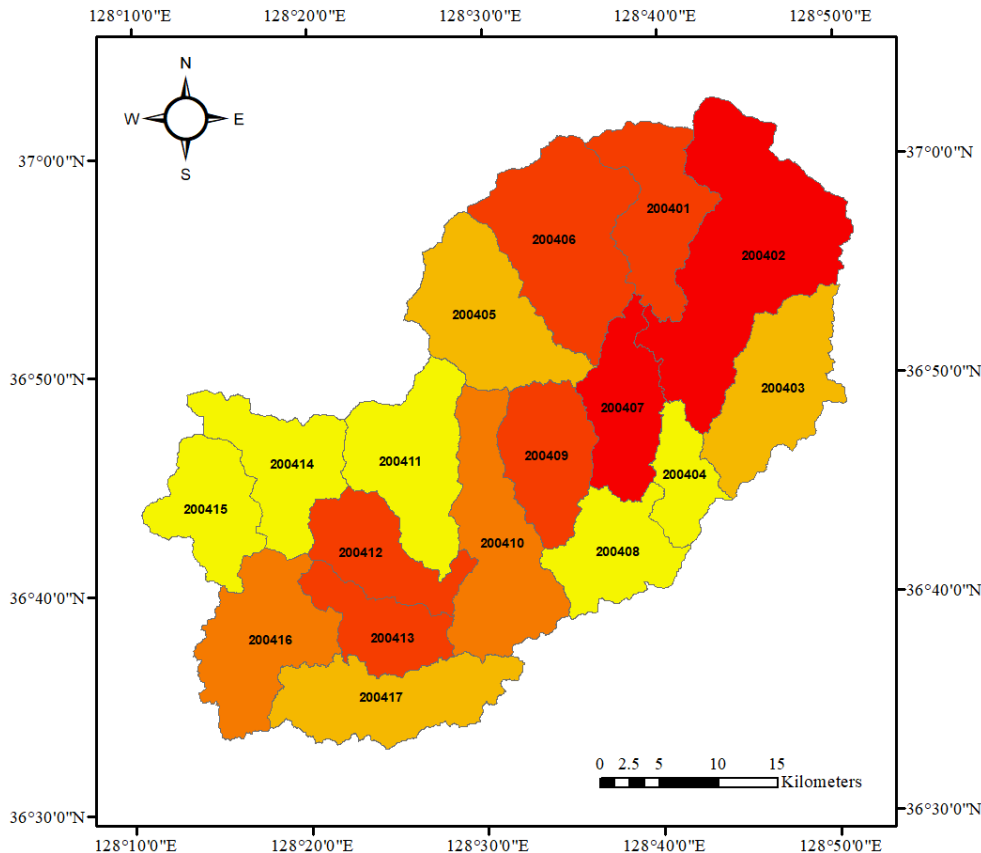 128°10'0"E 128°20'0"E 128°30'0"E 128°40'0"E 128°50'0"E
N
W E
S
37°0'0"N 37°0'0"N
200401
200406
200402
200405
36°50'0"N 36°50'0"N
200403
200407
200409
200411
200414
200404
200415
200410
200412
200408
36°40'0"N 36°40'0"N
200413
200416
200417
0 2.5 5 10 15
Kilometers
36°30'0"N 36°30'0"N
128°10'0"E 128°20'0"E 128°30'0"E 128°40'0"E 128°50'0"E